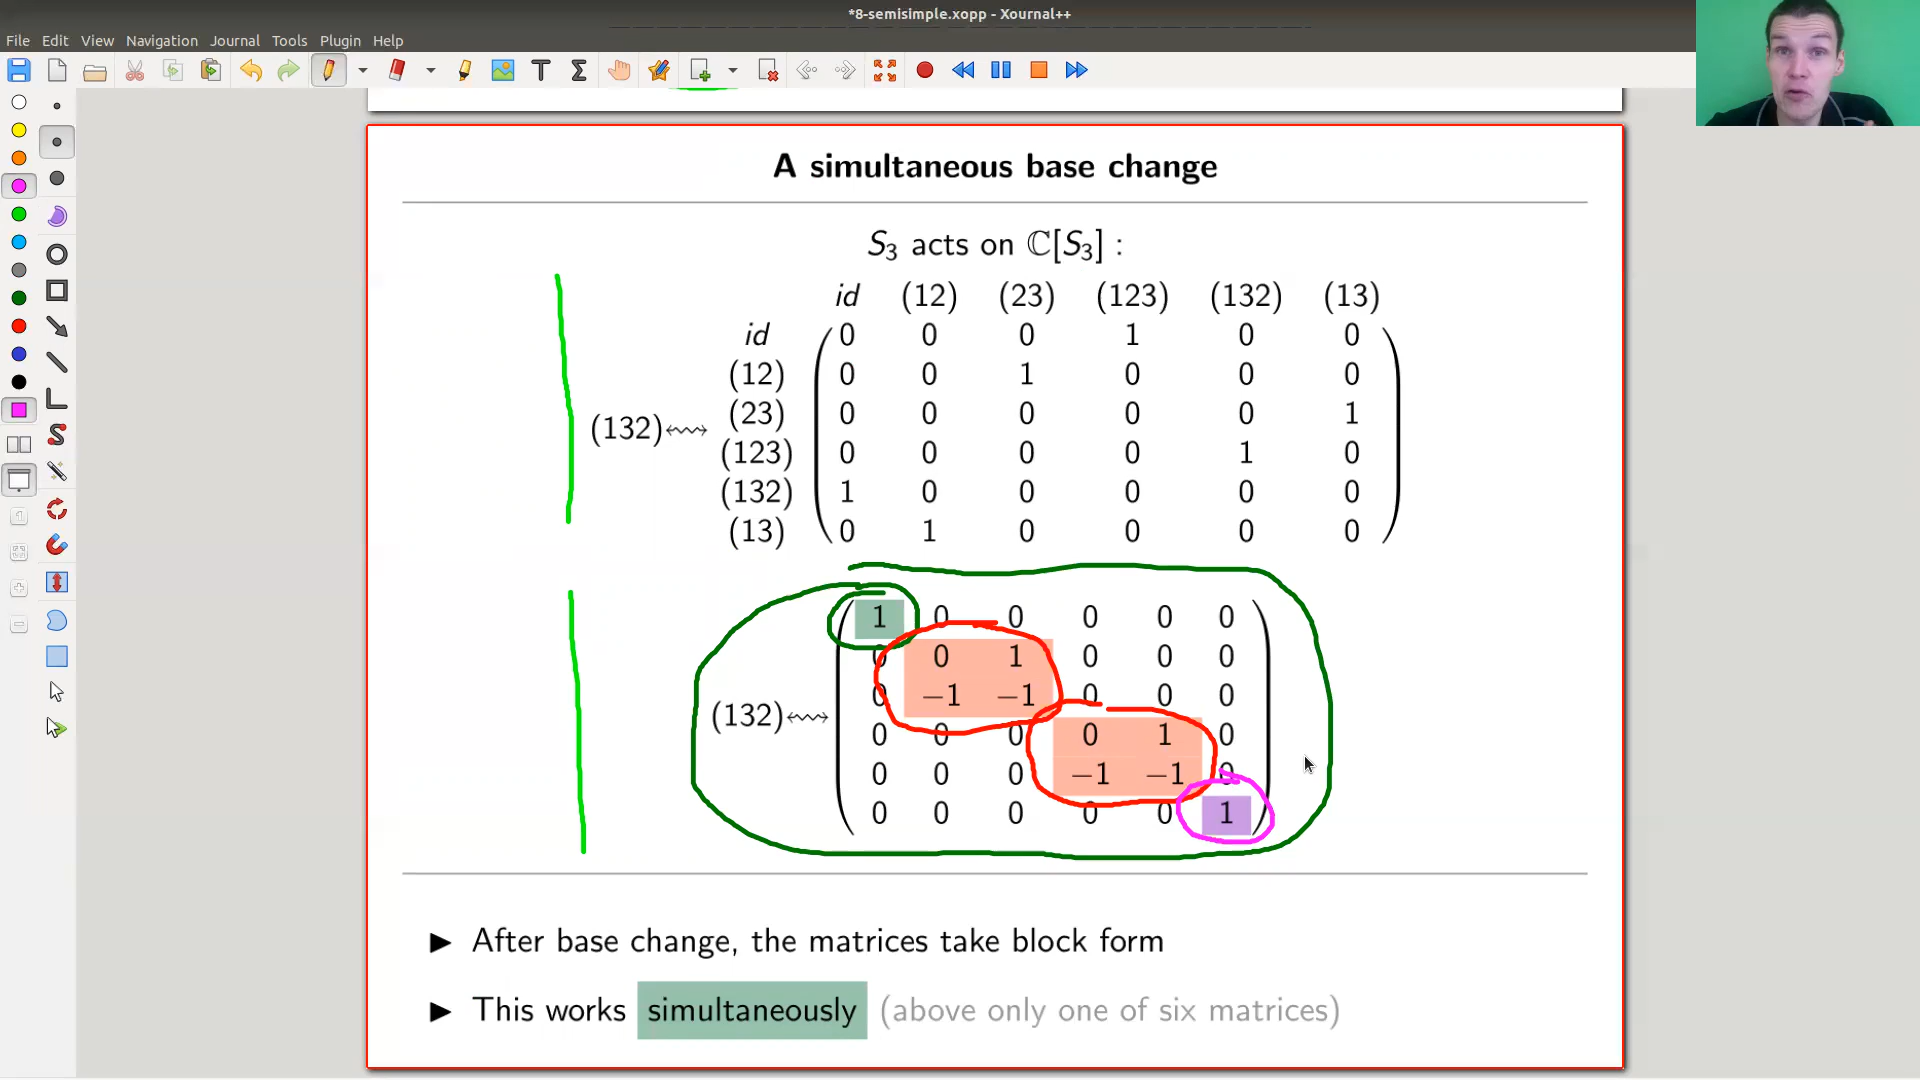 *8-semisimple.xopp - Xournal++
File Edit View Navigation Journal Tools Plugin Help
A simultaneous base change
S₃ acts on ℂ[S₃] :
id (12) (23) (123) (132) (13)
id 0 0 0 1 0 0
(12) 0 0 1 0 0 0
(23) 0 0 0 0 0 1
(132)⇝ (123) 0 0 0 0 1 0
(132) 1 0 0 0 0 0
(13) 0 1 0 0 0 0
1 0 0 0 0 0
0 0 1 0 0 0
0 −1 −1 0 0 0
(132)⇝ 0 0 0 0 1 0
0 0 0 −1 −1 0
0 0 0 0 0 1
▶ After base change, the matrices take block form
▶ This works simultaneously (above only one of six matrices)